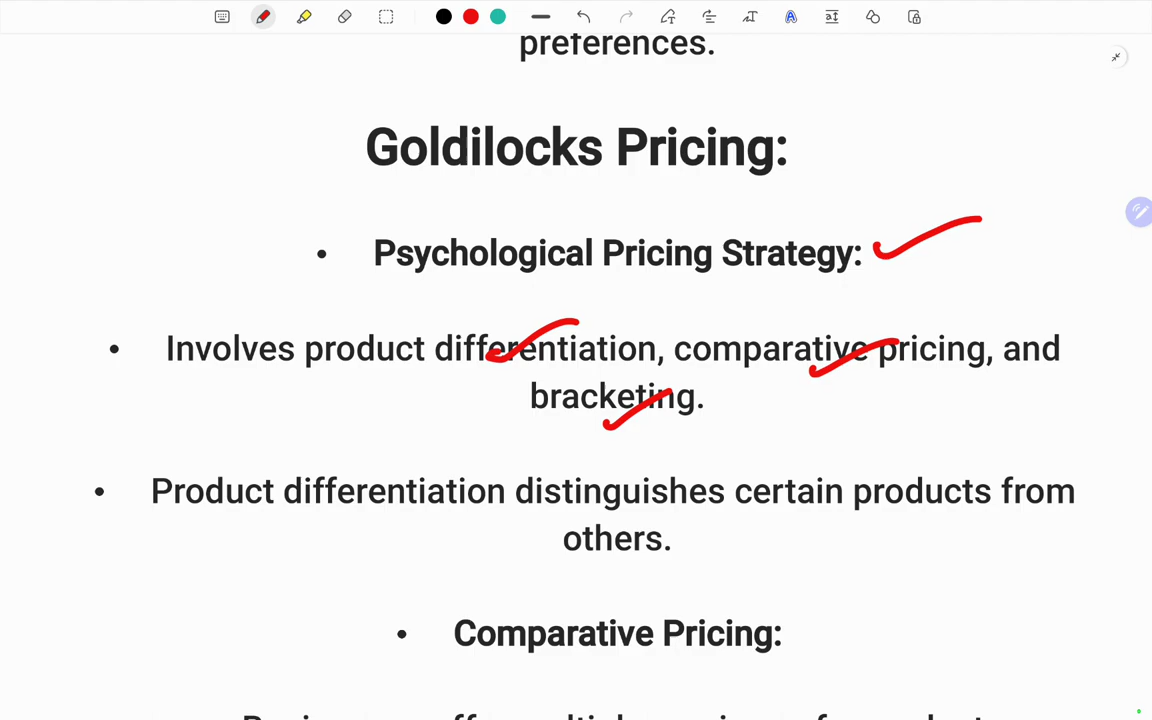 preferences.
Goldilocks Pricing:
• Psychological Pricing Strategy:
• Involves product differentiation, comparative pricing, and
bracketing.
• Product differentiation distinguishes certain products from
others.
• Comparative Pricing: